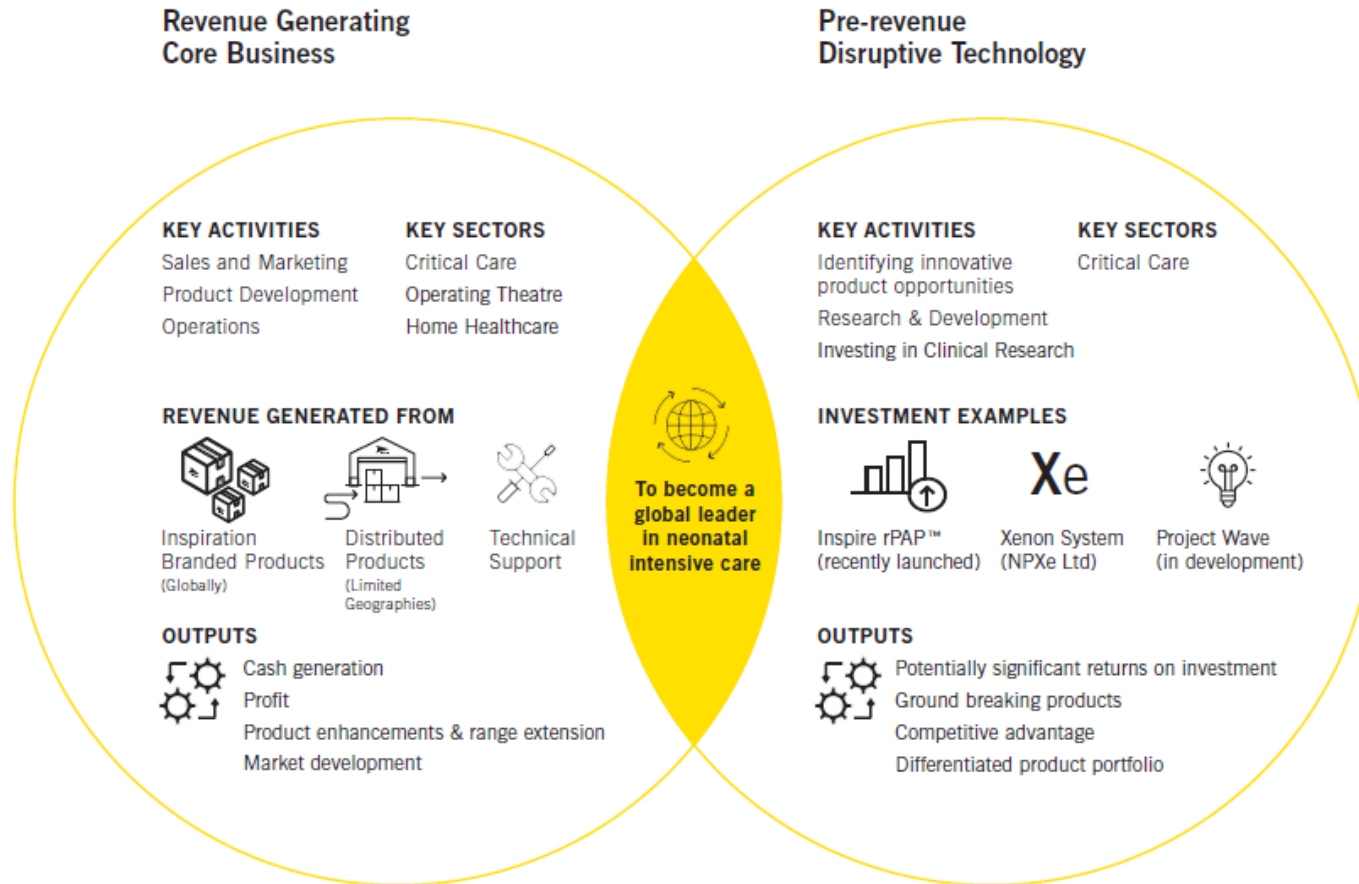 Revenue Generating
Core Business
Pre-revenue
Disruptive Technology
KEY ACTIVITIES
Sales and Marketing
Product Development
Operations
KEY SECTORS
Critical Care
Operating Theatre
Home Healthcare
REVENUE GENERATED FROM
Inspiration
Branded Products
(Globally)
Distributed
Products
(Limited
Geographies)
Technical
Support
OUTPUTS
Cash generation
Profit
Product enhancements & range extension
Market development
To become a
global leader
in neonatal
intensive care
KEY ACTIVITIES
Identifying innovative
product opportunities
Research & Development
Investing in Clinical Research
KEY SECTORS
Critical Care
INVESTMENT EXAMPLES
Inspire rPAP™
(recently launched)
Xe
Xenon System
(NPXe Ltd)
Project Wave
(in development)
OUTPUTS
Potentially significant returns on investment
Ground breaking products
Competitive advantage
Differentiated product portfolio